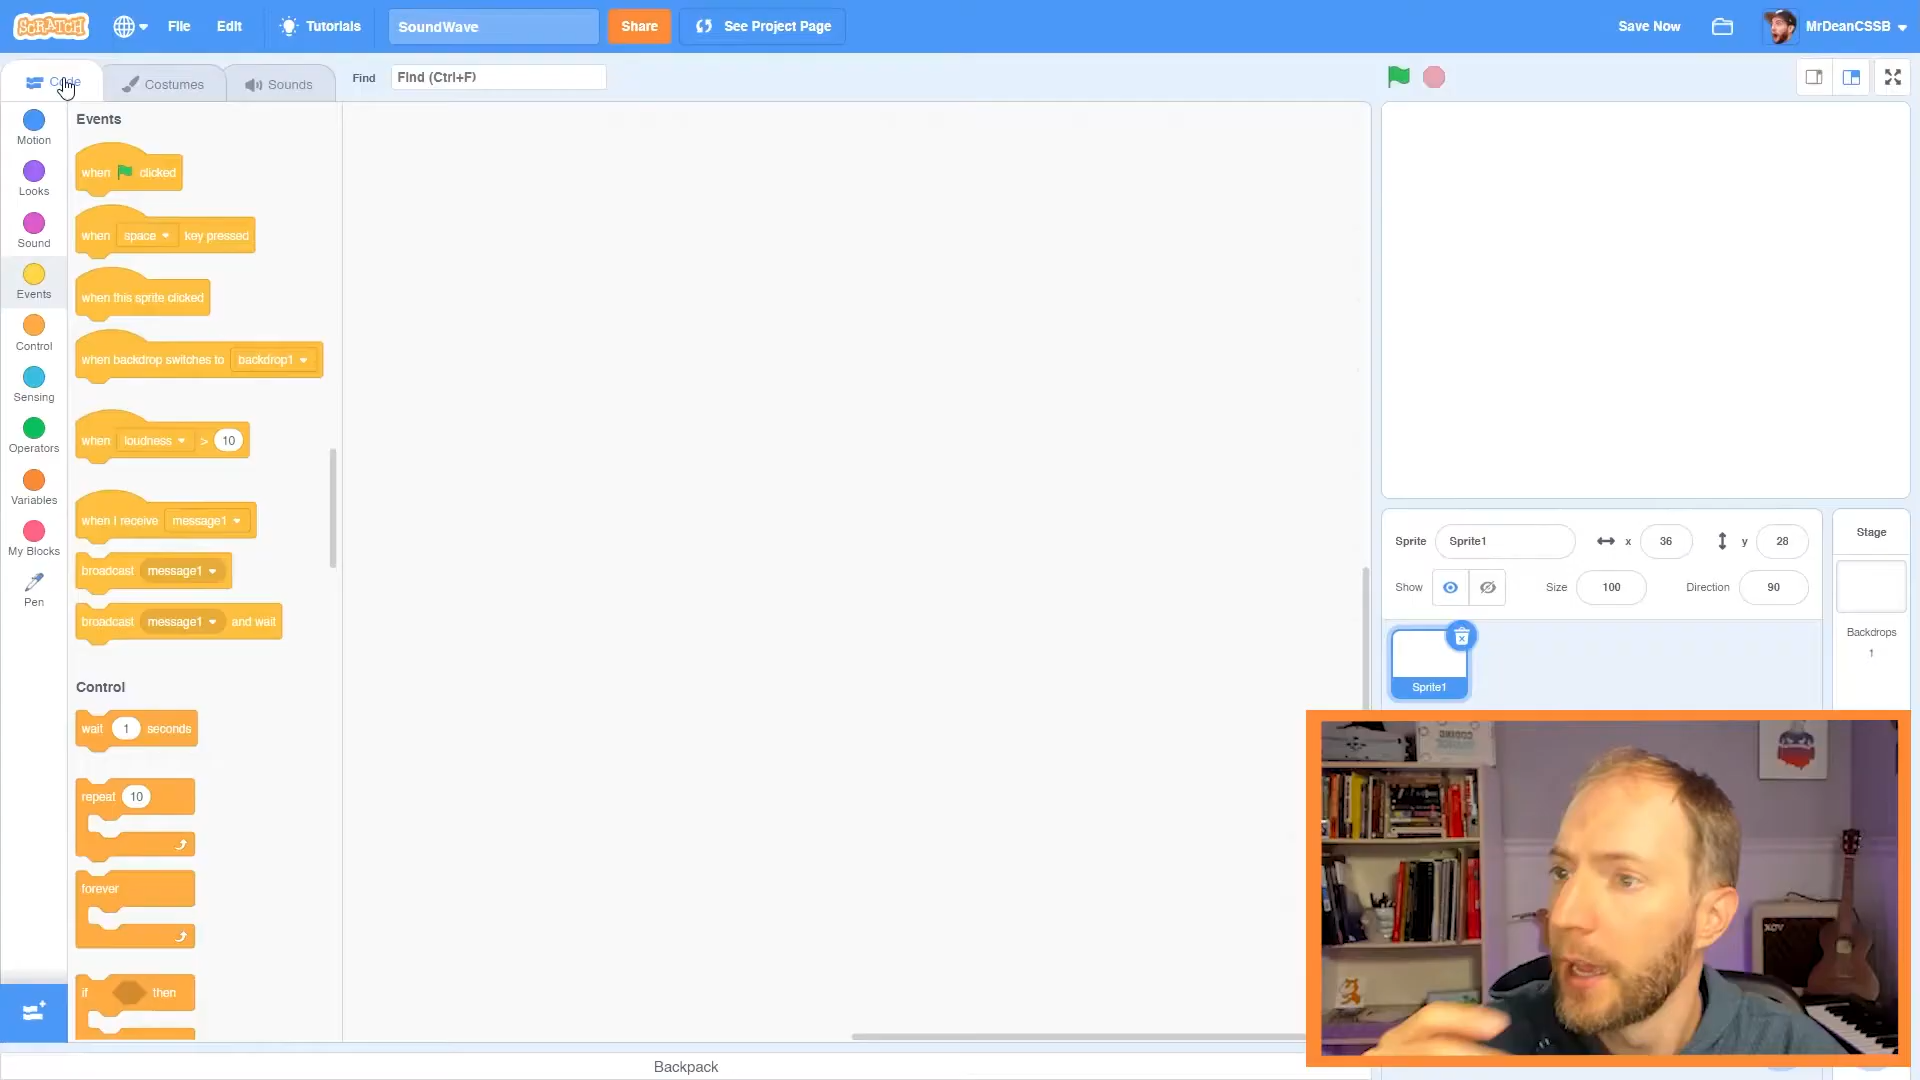 SCRATCH File Edit Tutorials SoundWave Share See Project Page Save Now MrDeanCSSB
Code Costumes Sounds Find Find (Ctrl+F)
Motion
Looks
Sound
Events
Control
Sensing
Operators
Variables
My Blocks
Pen
Events
when clicked
when space key pressed
when this sprite clicked
when backdrop switches to backdrop1
when loudness > 10
when I receive message1
broadcast message1
broadcast message1 and wait
Control
wait 1 seconds
repeat 10
forever
if then
Sprite Sprite1 x 36 y 28
Show Size 100 Direction 90
Sprite1
Stage
Backdrops
1
Backpack